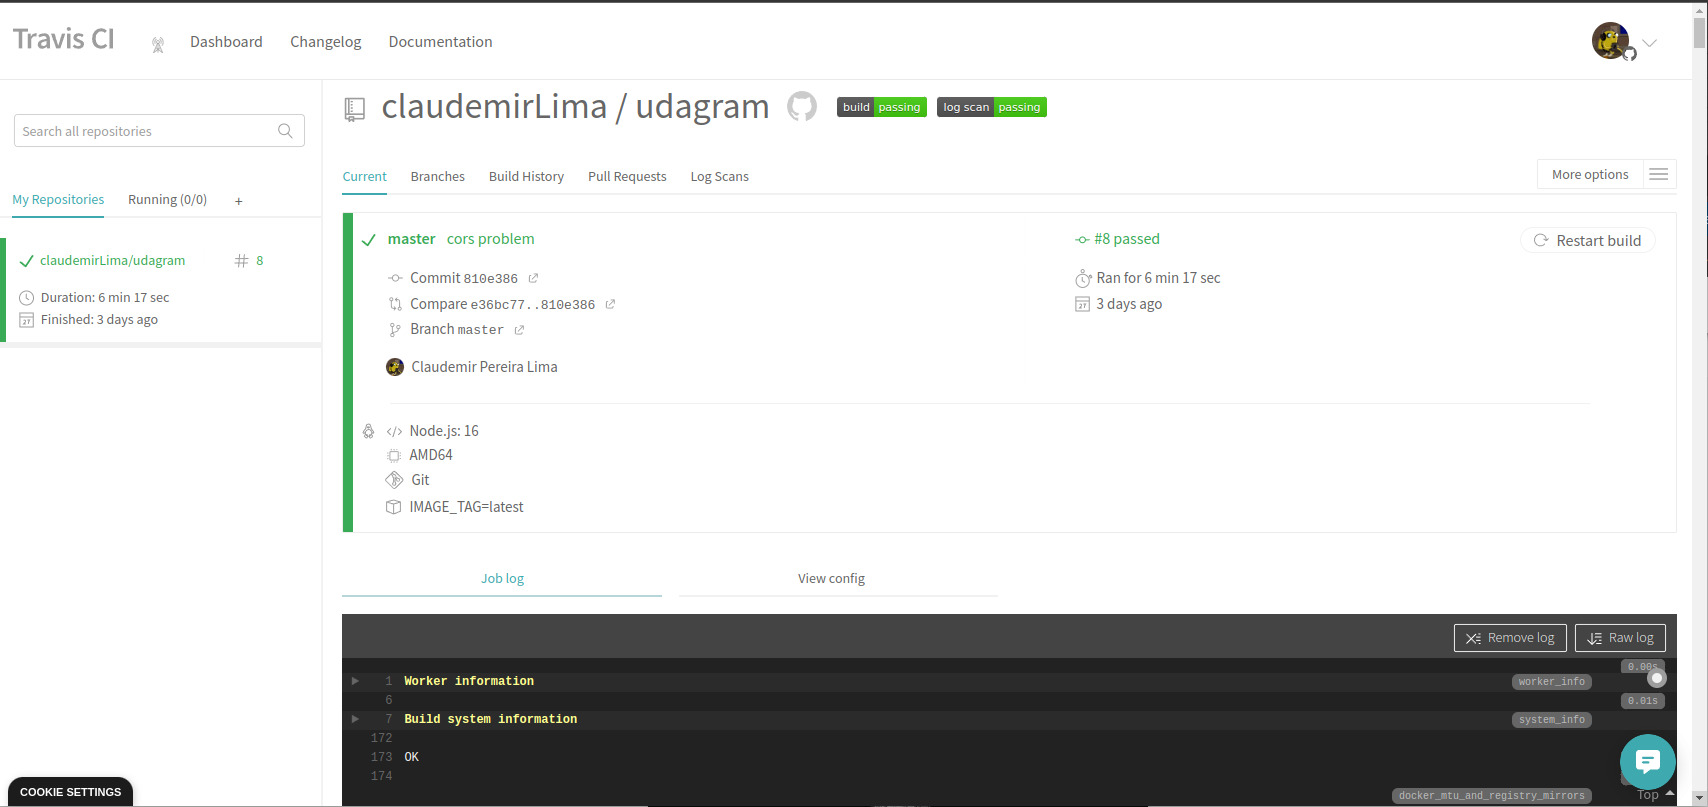 Travis CI
Dashboard
Changelog
Documentation
Search all repositories
My Repositories
Running (0/0)
+
claudemirLima/udagram
# 8
Duration: 6 min 17 sec
Finished: 3 days ago
claudemirLima / udagram
build passing
log scan passing
Current
Branches
Build History
Pull Requests
Log Scans
More options
master cors problem
#8 passed
Restart build
Commit 810e386
Ran for 6 min 17 sec
Compare e36bc77..810e386
3 days ago
Branch master
Claudemir Pereira Lima
Node.js: 16
AMD64
Git
IMAGE_TAG=latest
Job log
View config
Remove log
Raw log
0.00s
1 Worker information
worker_info
6
0.01s
7 Build system information
system_info
172
173 OK
174
docker_mtu_and_registry_mirrors
Top
COOKIE SETTINGS